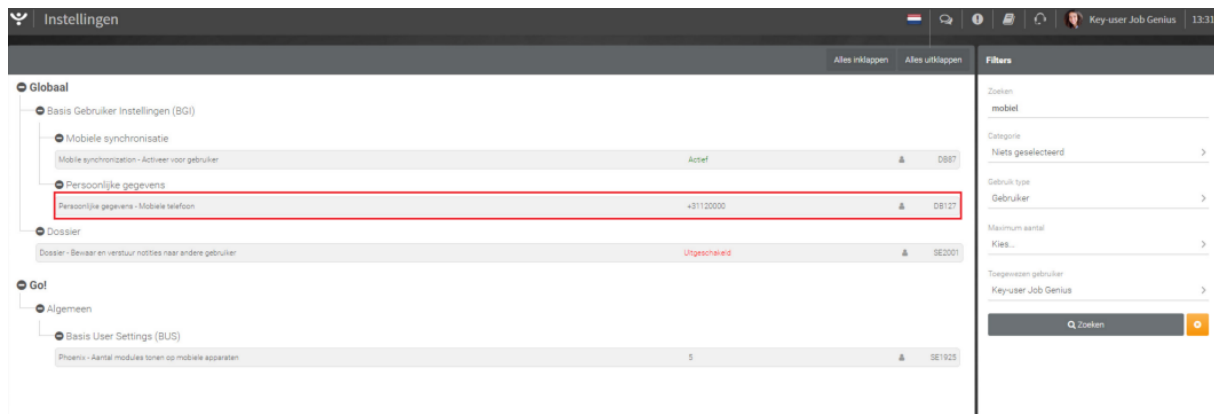 Instellingen
Key-user Job Genius 13:31
Alles inklappen Alles uitklappen
Filters
Globaal
Basis Gebruiker Instellingen (BGI)
Mobiele synchronisatie
Mobile synchronization - Activeer voor gebruiker Actief DB87
Persoonlijke gegevens
Persoonlijke gegevens - Mobiele telefoon +31120000 DB127
Dossier
Dossier - Bewaar en verstuur notities naar andere gebruiker Uitgeschakeld SE2001
Go!
Algemeen
Basis User Settings (BUS)
Phoenix - Aantal modules tonen op mobiele apparaten 5 SE1925
Zoeken
mobiel
Categorie
Niets geselecteerd
Gebruik type
Gebruiker
Maximum aantal
Kies...
Toegewezen gebruiker
Key-user Job Genius
Zoeken